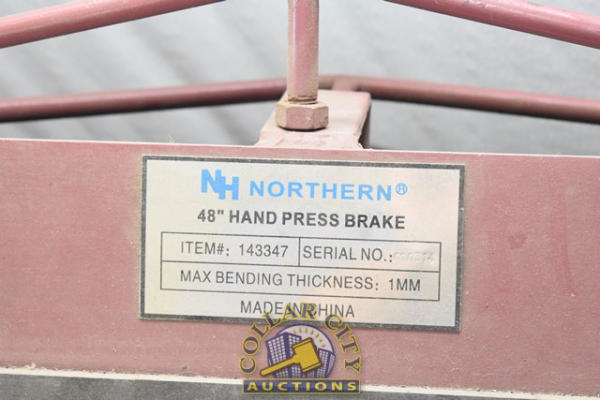 NH NORTHERN®
48" HAND PRESS BRAKE
ITEM#: 143347 SERIAL NO.:
MAX BENDING THICKNESS: 1MM
MADE IN CHINA
COLLAR CITY
AUCTIONS